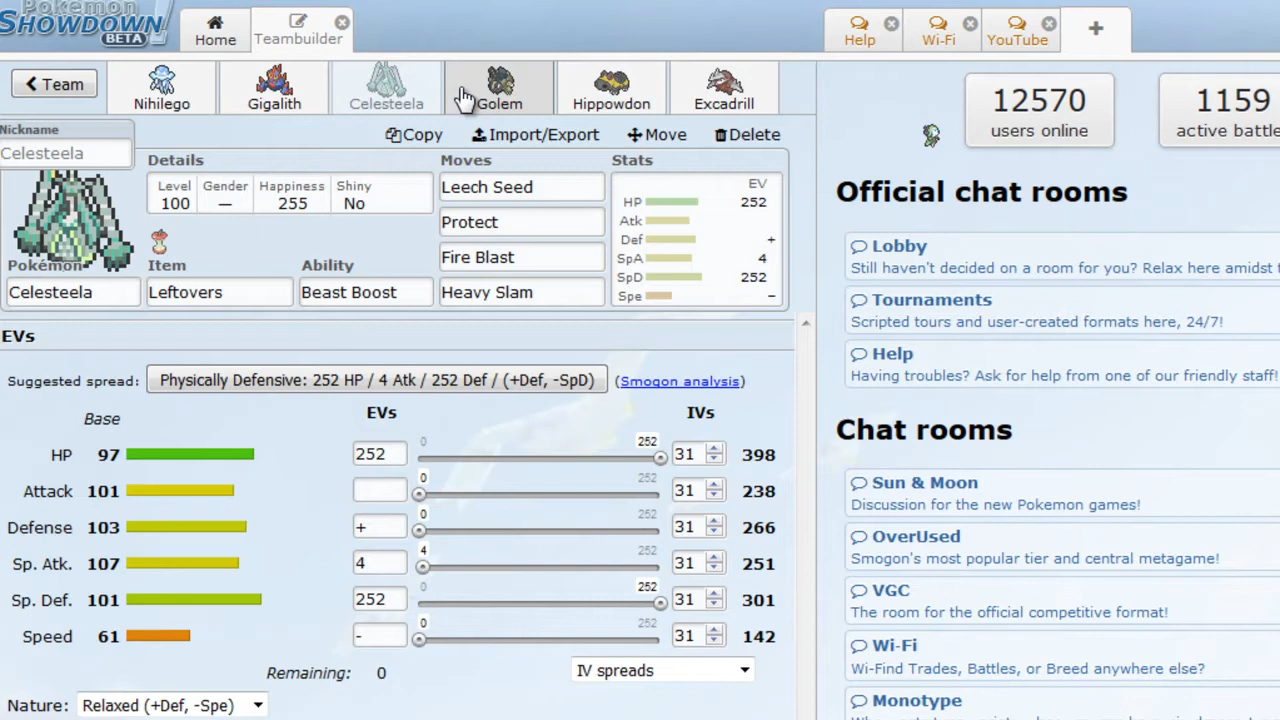 Pokémon
SHOWDOWN
BETA
Home
Teambuilder
Help
Wi-Fi
YouTube
+
Team
Nihilego
Gigalith
Celesteela
Golem
Hippowdon
Excadrill
12570
users online
1159
active battle
Copy
Import/Export
Move
Delete
Nickname
Celesteela
Details
Level
100
Gender
—
Happiness
255
Shiny
No
Moves
Leech Seed
Protect
Fire Blast
Heavy Slam
Stats
EV
HP 252
Atk
Def +
SpA 4
SpD 252
Spe −
Pokémon
Celesteela
Item
Leftovers
Ability
Beast Boost
EVs
Suggested spread: Physically Defensive: 252 HP / 4 Atk / 252 Def / (+Def, -SpD) (Smogon analysis)
Base EVs IVs
HP 97 252 0 252 31 398
Attack 101 0 252 31 238
Defense 103 + 0 252 31 266
Sp. Atk. 107 4 4 252 31 251
Sp. Def. 101 252 0 252 31 301
Speed 61 - 0 252 31 142
Remaining: 0 IV spreads
Nature: Relaxed (+Def, -Spe)
Official chat rooms
Lobby
Still haven't decided on a room for you? Relax here amidst t
Tournaments
Scripted tours and user-created formats here, 24/7!
Help
Having troubles? Ask for help from one of our friendly staff!
Chat rooms
Sun & Moon
Discussion for the new Pokemon games!
OverUsed
Smogon's most popular tier and central metagame!
VGC
The room for the official competitive format!
Wi-Fi
Wi-Find Trades, Battles, or Breed anywhere else?
Monotype